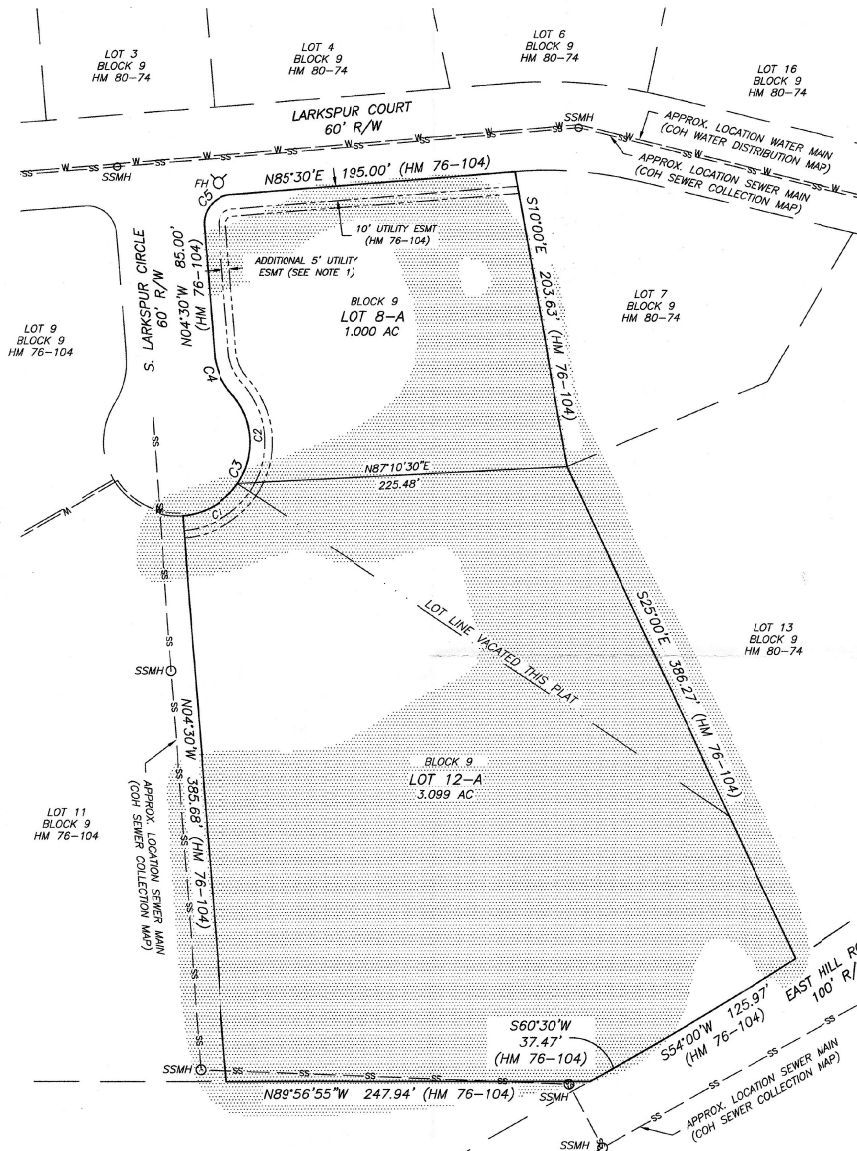 LOT 3
BLOCK 9
HM 80-74
LOT 4
BLOCK 9
HM 80-74
LOT 6
BLOCK 9
HM 80-74
LOT 16
BLOCK 9
HM 80-74
LARKSPUR COURT
60' R/W
SSMH
SSMH
APPROX. LOCATION WATER MAIN
(COH WATER DISTRIBUTION MAP)
APPROX. LOCATION SEWER MAIN
(COH SEWER COLLECTION MAP)
FH
C5
N85°30'E 195.00' (HM 76-104)
10' UTILITY ESMT
(HM 76-104)
ADDITIONAL 5' UTILITY
ESMT (SEE NOTE 1)
S. LARKSPUR CIRCLE
60' R/W
N04°30'W 85.00'
(HM 76-104)
S10°00'E 203.63' (HM 76-104)
BLOCK 9
LOT 8-A
1.000 AC
LOT 7
BLOCK 9
HM 80-74
LOT 9
BLOCK 9
HM 76-104
C4
C2
C3
C1
N87°10'30"E
225.48'
LOT LINE VACATED THIS PLAT
S25°00'E 386.27' (HM 76-104)
LOT 13
BLOCK 9
HM 80-74
SSMH
N04°30'W 385.68' (HM 76-104)
APPROX. LOCATION SEWER MAIN
(COH SEWER COLLECTION MAP)
BLOCK 9
LOT 12-A
3.099 AC
LOT 11
BLOCK 9
HM 76-104
S60°30'W
37.47'
(HM 76-104)
S54°00'W 125.97'
(HM 76-104)
EAST HILL
100' R/
SSMH
N89°56'55"W 247.94' (HM 76-104)
SSMH
SSMH
APPROX. LOCATION SEWER MAIN
(COH SEWER COLLECTION MAP)